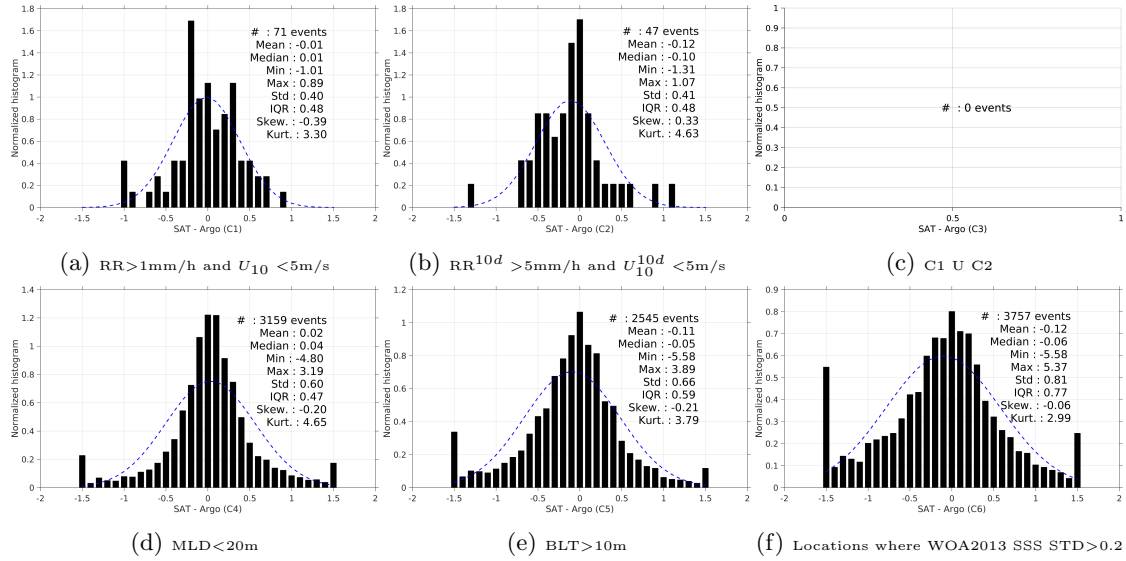 1.8
1.6
1.4
1.2
1
0.8
0.6
0.4
0.2
0
Normalized histogram
# : 71 events
Mean : -0.01
Median : 0.01
Min : -1.01
Max : 0.89
Std : 0.40
IQR : 0.48
Skew. : -0.39
Kurt. : 3.30
-2 -1.5 -1 -0.5 0 0.5 1 1.5 2
SAT - Argo (C1)
(a) RR>1mm/h and U10 <5m/s
1.8
1.6
1.4
1.2
1
0.8
0.6
0.4
0.2
0
Normalized histogram
# : 47 events
Mean : -0.12
Median : -0.10
Min : -1.31
Max : 1.07
Std : 0.41
IQR : 0.48
Skew. : 0.33
Kurt. : 4.63
-2 -1.5 -1 -0.5 0 0.5 1 1.5 2
SAT - Argo (C2)
(b) RR^10d >5mm/h and U_10^10d <5m/s
1
0.9
0.8
0.7
0.6
0.5
0.4
0.3
0.2
0.1
0
Normalized histogram
# : 0 events
0 0.5 1
SAT - Argo (C3)
(c) C1 U C2
1.4
1.2
1
0.8
0.6
0.4
0.2
0
Normalized histogram
# : 3159 events
Mean : 0.02
Median : 0.04
Min : -4.80
Max : 3.19
Std : 0.60
IQR : 0.47
Skew. : -0.20
Kurt. : 4.65
-2 -1.5 -1 -0.5 0 0.5 1 1.5 2
SAT - Argo (C4)
(d) MLD<20m
1.2
1
0.8
0.6
0.4
0.2
0
Normalized histogram
# : 2545 events
Mean : -0.11
Median : -0.05
Min : -5.58
Max : 3.89
Std : 0.66
IQR : 0.59
Skew. : -0.21
Kurt. : 3.79
-2 -1.5 -1 -0.5 0 0.5 1 1.5 2
SAT - Argo (C5)
(e) BLT>10m
0.9
0.8
0.7
0.6
0.5
0.4
0.3
0.2
0.1
0
Normalized histogram
# : 3757 events
Mean : -0.12
Median : -0.06
Min : -5.58
Max : 5.37
Std : 0.81
IQR : 0.77
Skew. : -0.06
Kurt. : 2.99
-2 -1.5 -1 -0.5 0 0.5 1 1.5 2
SAT - Argo (C6)
(f) Locations where WOA2013 SSS STD>0.2